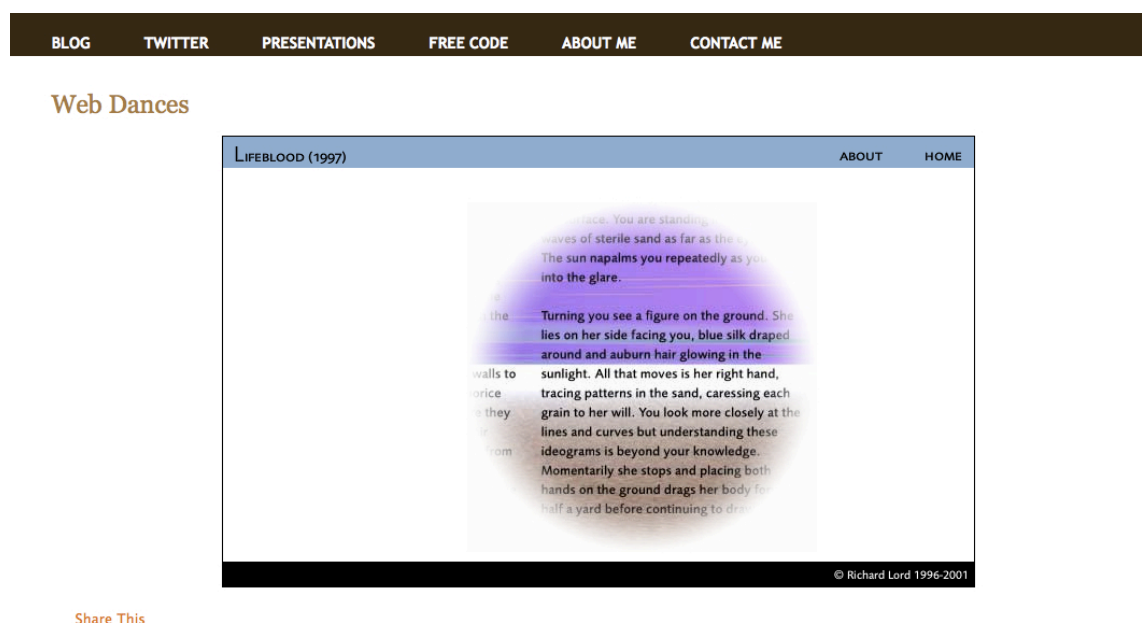 BLOG TWITTER PRESENTATIONS FREE CODE ABOUT ME CONTACT ME
Web Dances
LIFEBLOOD (1997) ABOUT HOME
You are standing
waves of sterile sand as far as the
The sun napalms you repeatedly as
into the glare.
the Turning you see a figure on the ground. She
lies on her side facing you, blue silk draped
around and auburn hair glowing in the
walls to sunlight. All that moves is her right hand,
tracing patterns in the sand, caressing each
they grain to her will. You look more closely at the
lines and curves but understanding these
from ideograms is beyond your knowledge.
Momentarily she stops and placing both
hands on the ground drags her body
half a yard before continuing to
© Richard Lord 1996-2001
Share This